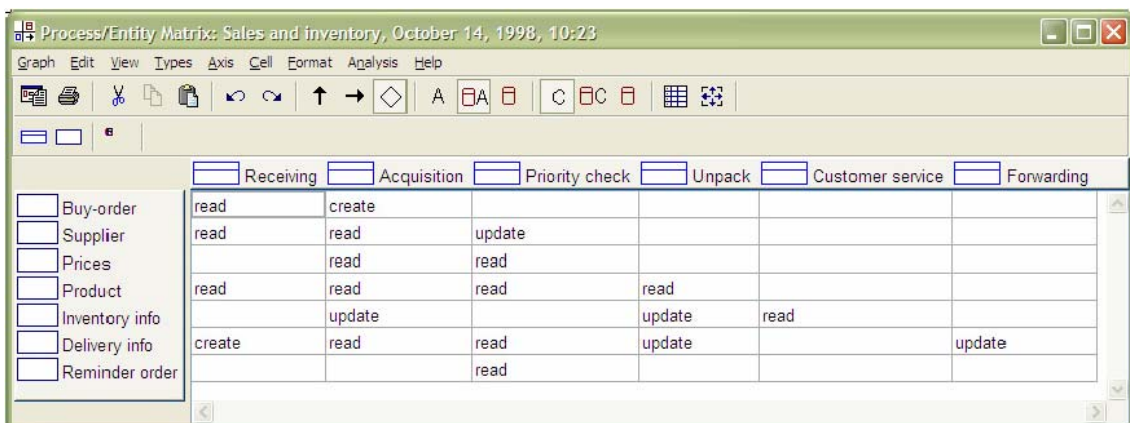 Process/Entity Matrix: Sales and inventory, October 14, 1998, 10:23
Graph Edit View Types Axis Cell Format Analysis Help
A A C C
Receiving Acquisition Priority check Unpack Customer service Forwarding
Buy-order read create
Supplier read read update
Prices read read
Product read read read read
Inventory info update update read
Delivery info create read read update update
Reminder order read